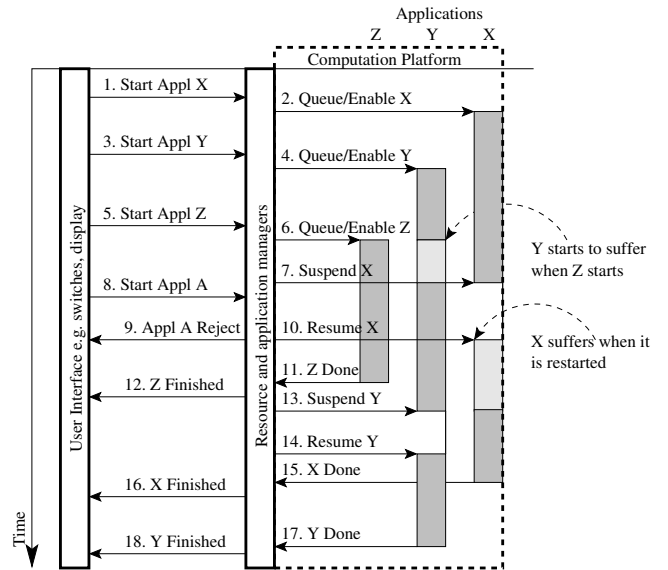 Applications
Z Y X
Computation Platform
1. Start Appl X
2. Queue/Enable X
3. Start Appl Y
4. Queue/Enable Y
5. Start Appl Z
6. Queue/Enable Z
Y starts to suffer
when Z starts
7. Suspend X
8. Start Appl A
9. Appl A Reject
10. Resume X
X suffers when it
is restarted
11. Z Done
12. Z Finished
13. Suspend Y
14. Resume Y
15. X Done
16. X Finished
17. Y Done
18. Y Finished
Time
User Interface e.g. switches, display
Resource and application managers